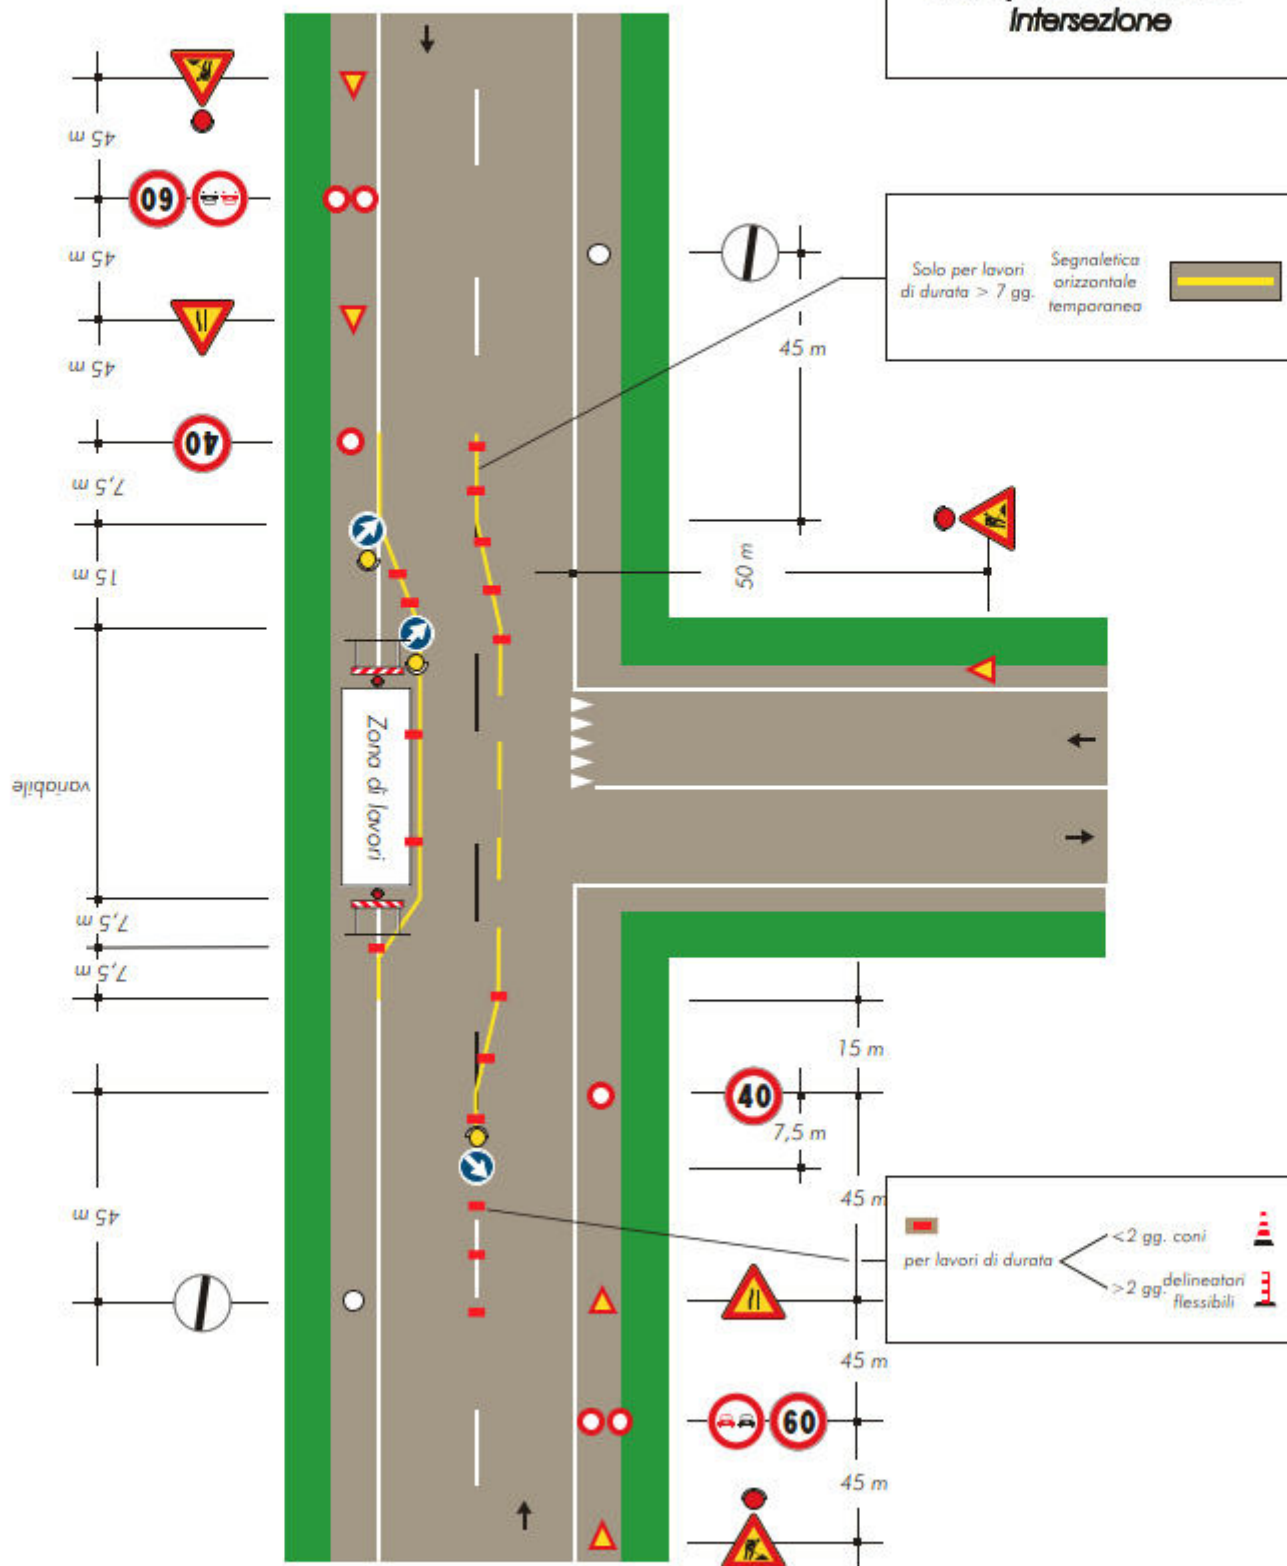 Intersezione
45 m
60
45 m
45 m
40
7,5 m
15 m
variabile
7,5 m
7,5 m
45 m
Zona di lavori
45 m
50 m
Solo per lavori
di durata > 7 gg.
Segnaletica
orizzontale
temporanea
15 m
40
7,5 m
45 m
45 m
60
45 m
per lavori di durata
<2 gg. coni
>2 gg. delineatori
flessibili